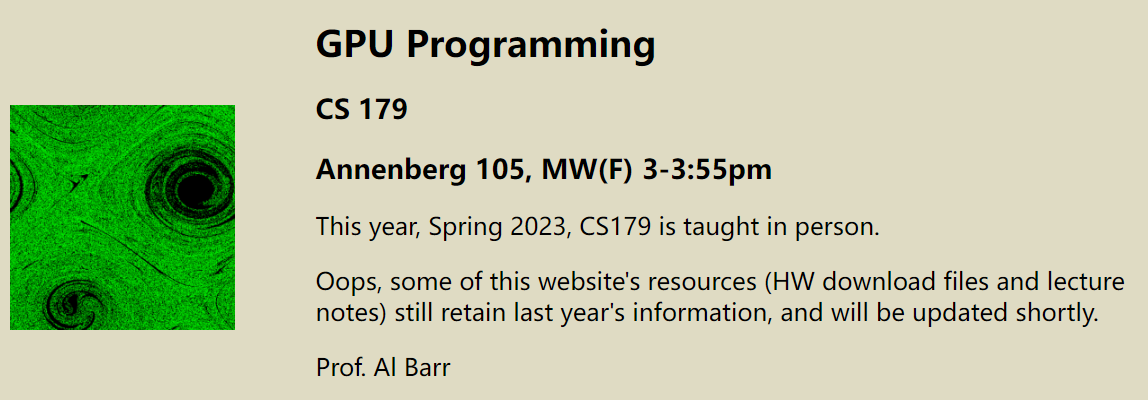 GPU Programming
CS 179
Annenberg 105, MW(F) 3-3:55pm
This year, Spring 2023, CS179 is taught in person.
Oops, some of this website's resources (HW download files and lecture
notes) still retain last year's information, and will be updated shortly.
Prof. Al Barr